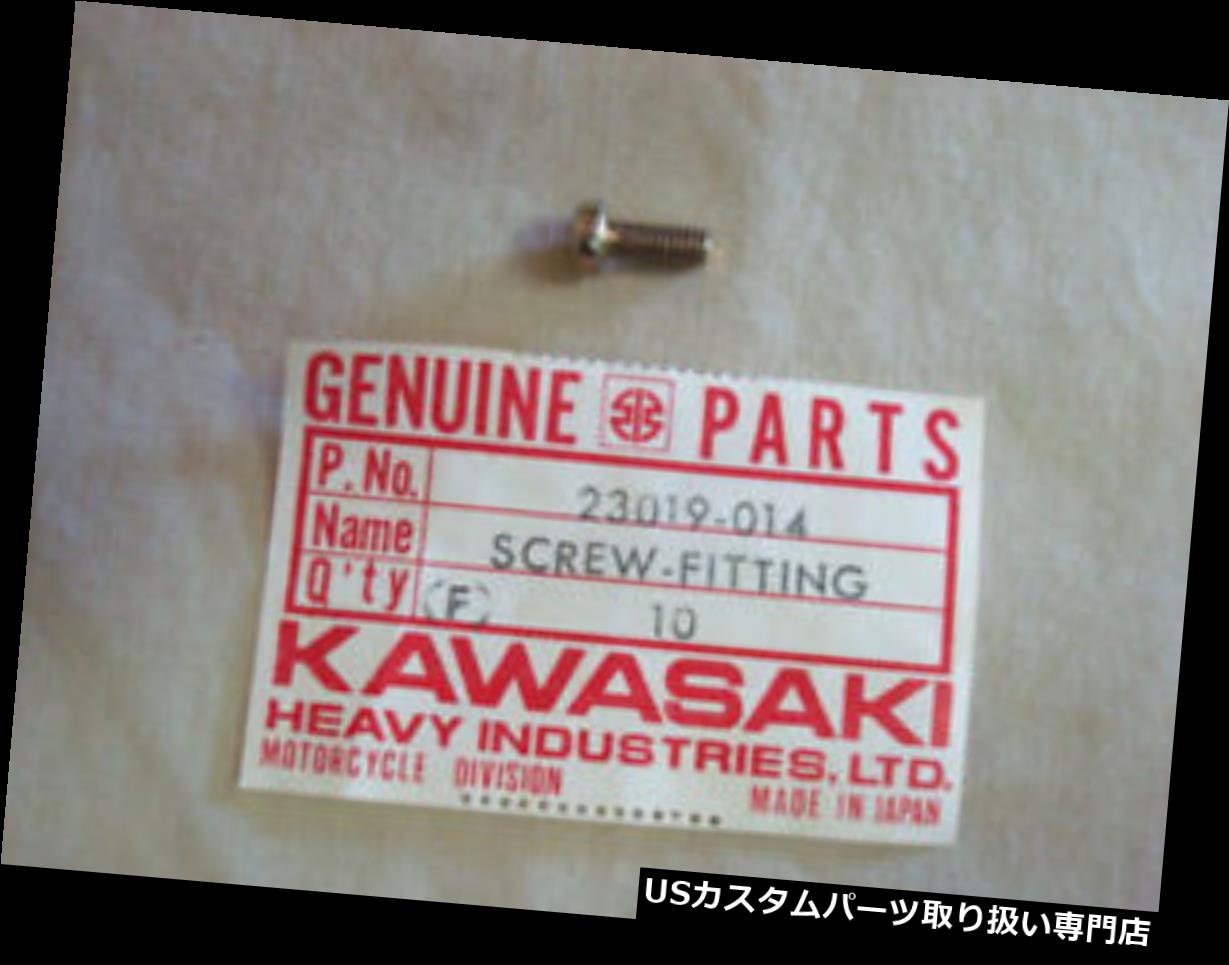 GENUINE PARTS
P. No. 23019-014
Name SCREW-FITTING
Q'ty (F) 10
KAWASAKI
HEAVY INDUSTRIES, LTD.
MOTORCYCLE DIVISION
MADE IN JAPAN
USカスタムパーツ取り扱い専門店